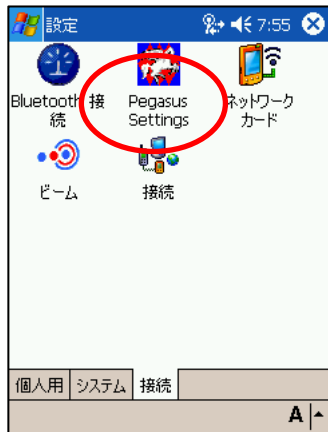 設定 7:55
Bluetooth 接 Pegasus ネットワーク
続 Settings カード
ビーム 接続
個人用 システム 接続
A